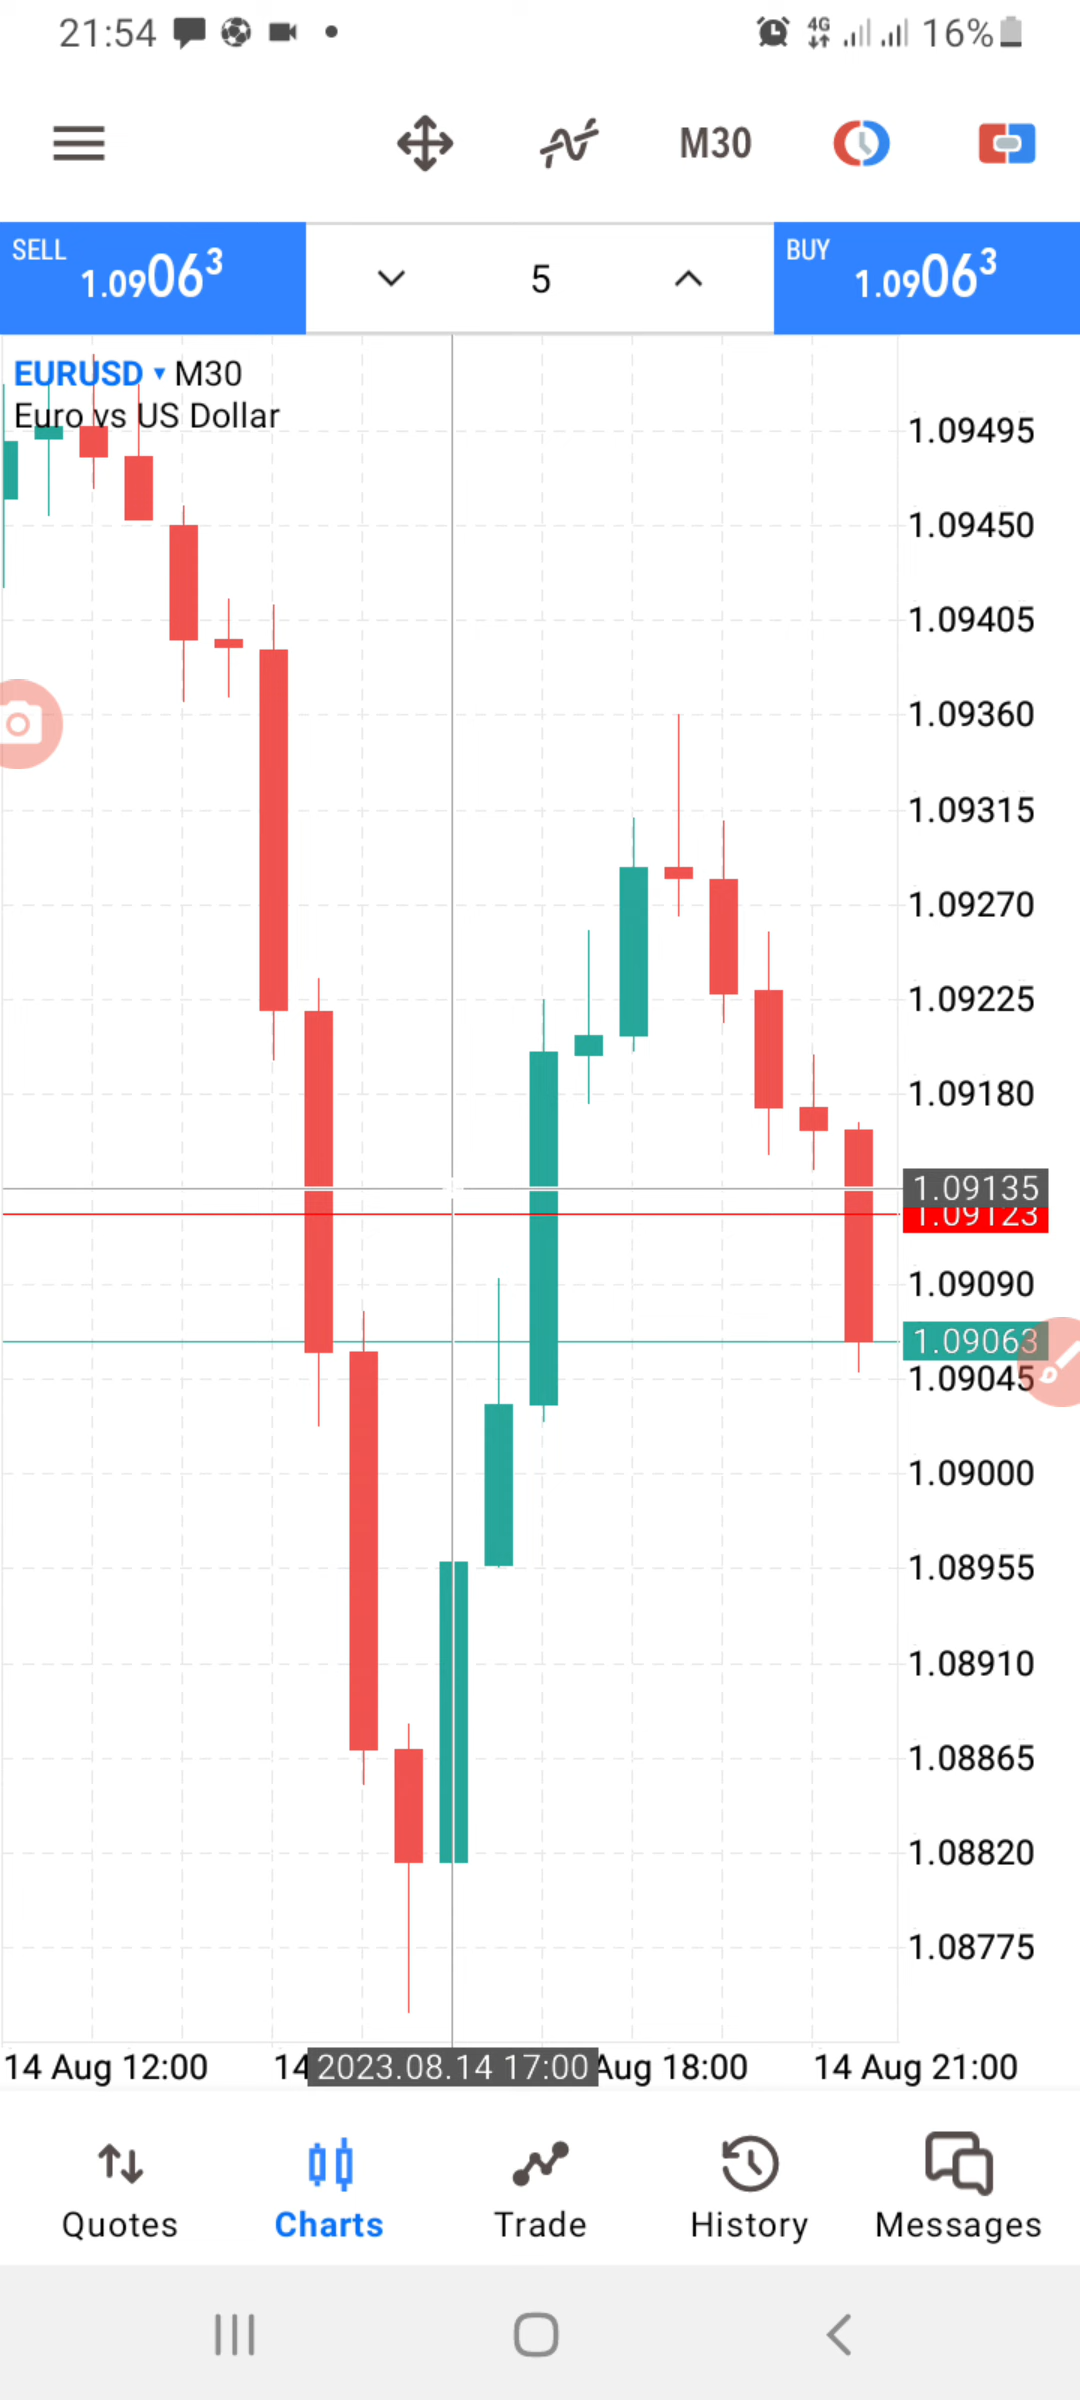 21:54 4G 16%
M30
SELL 1.09063 5 BUY 1.09063
EURUSD M30
Euro vs US Dollar
1.09495
1.09450
1.09405
1.09360
1.09315
1.09270
1.09225
1.09180
1.09135
1.09123
1.09090
1.09063
1.09045
1.09000
1.08955
1.08910
1.08865
1.08820
1.08775
14 Aug 12:00 14 2023.08.14 17:00 Aug 18:00 14 Aug 21:00
Quotes Charts Trade History Messages